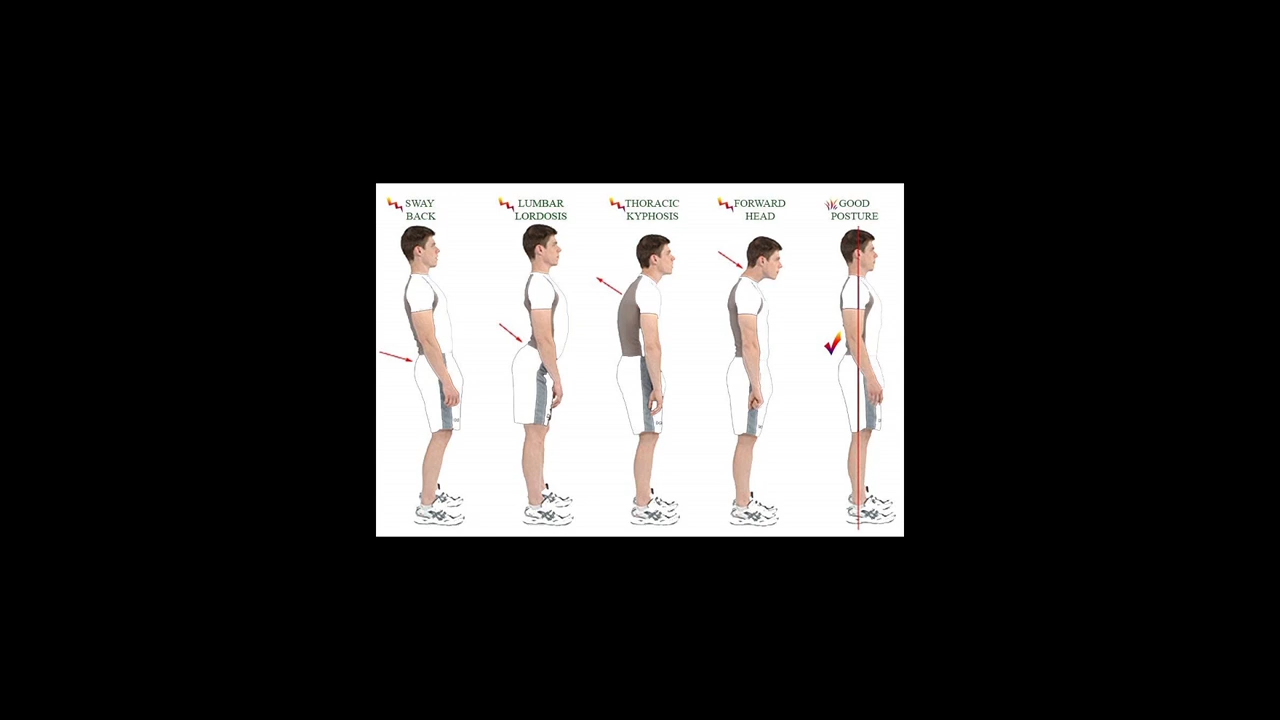 SWAY
BACK
LUMBAR
LORDOSIS
THORACIC
KYPHOSIS
FORWARD
HEAD
GOOD
POSTURE